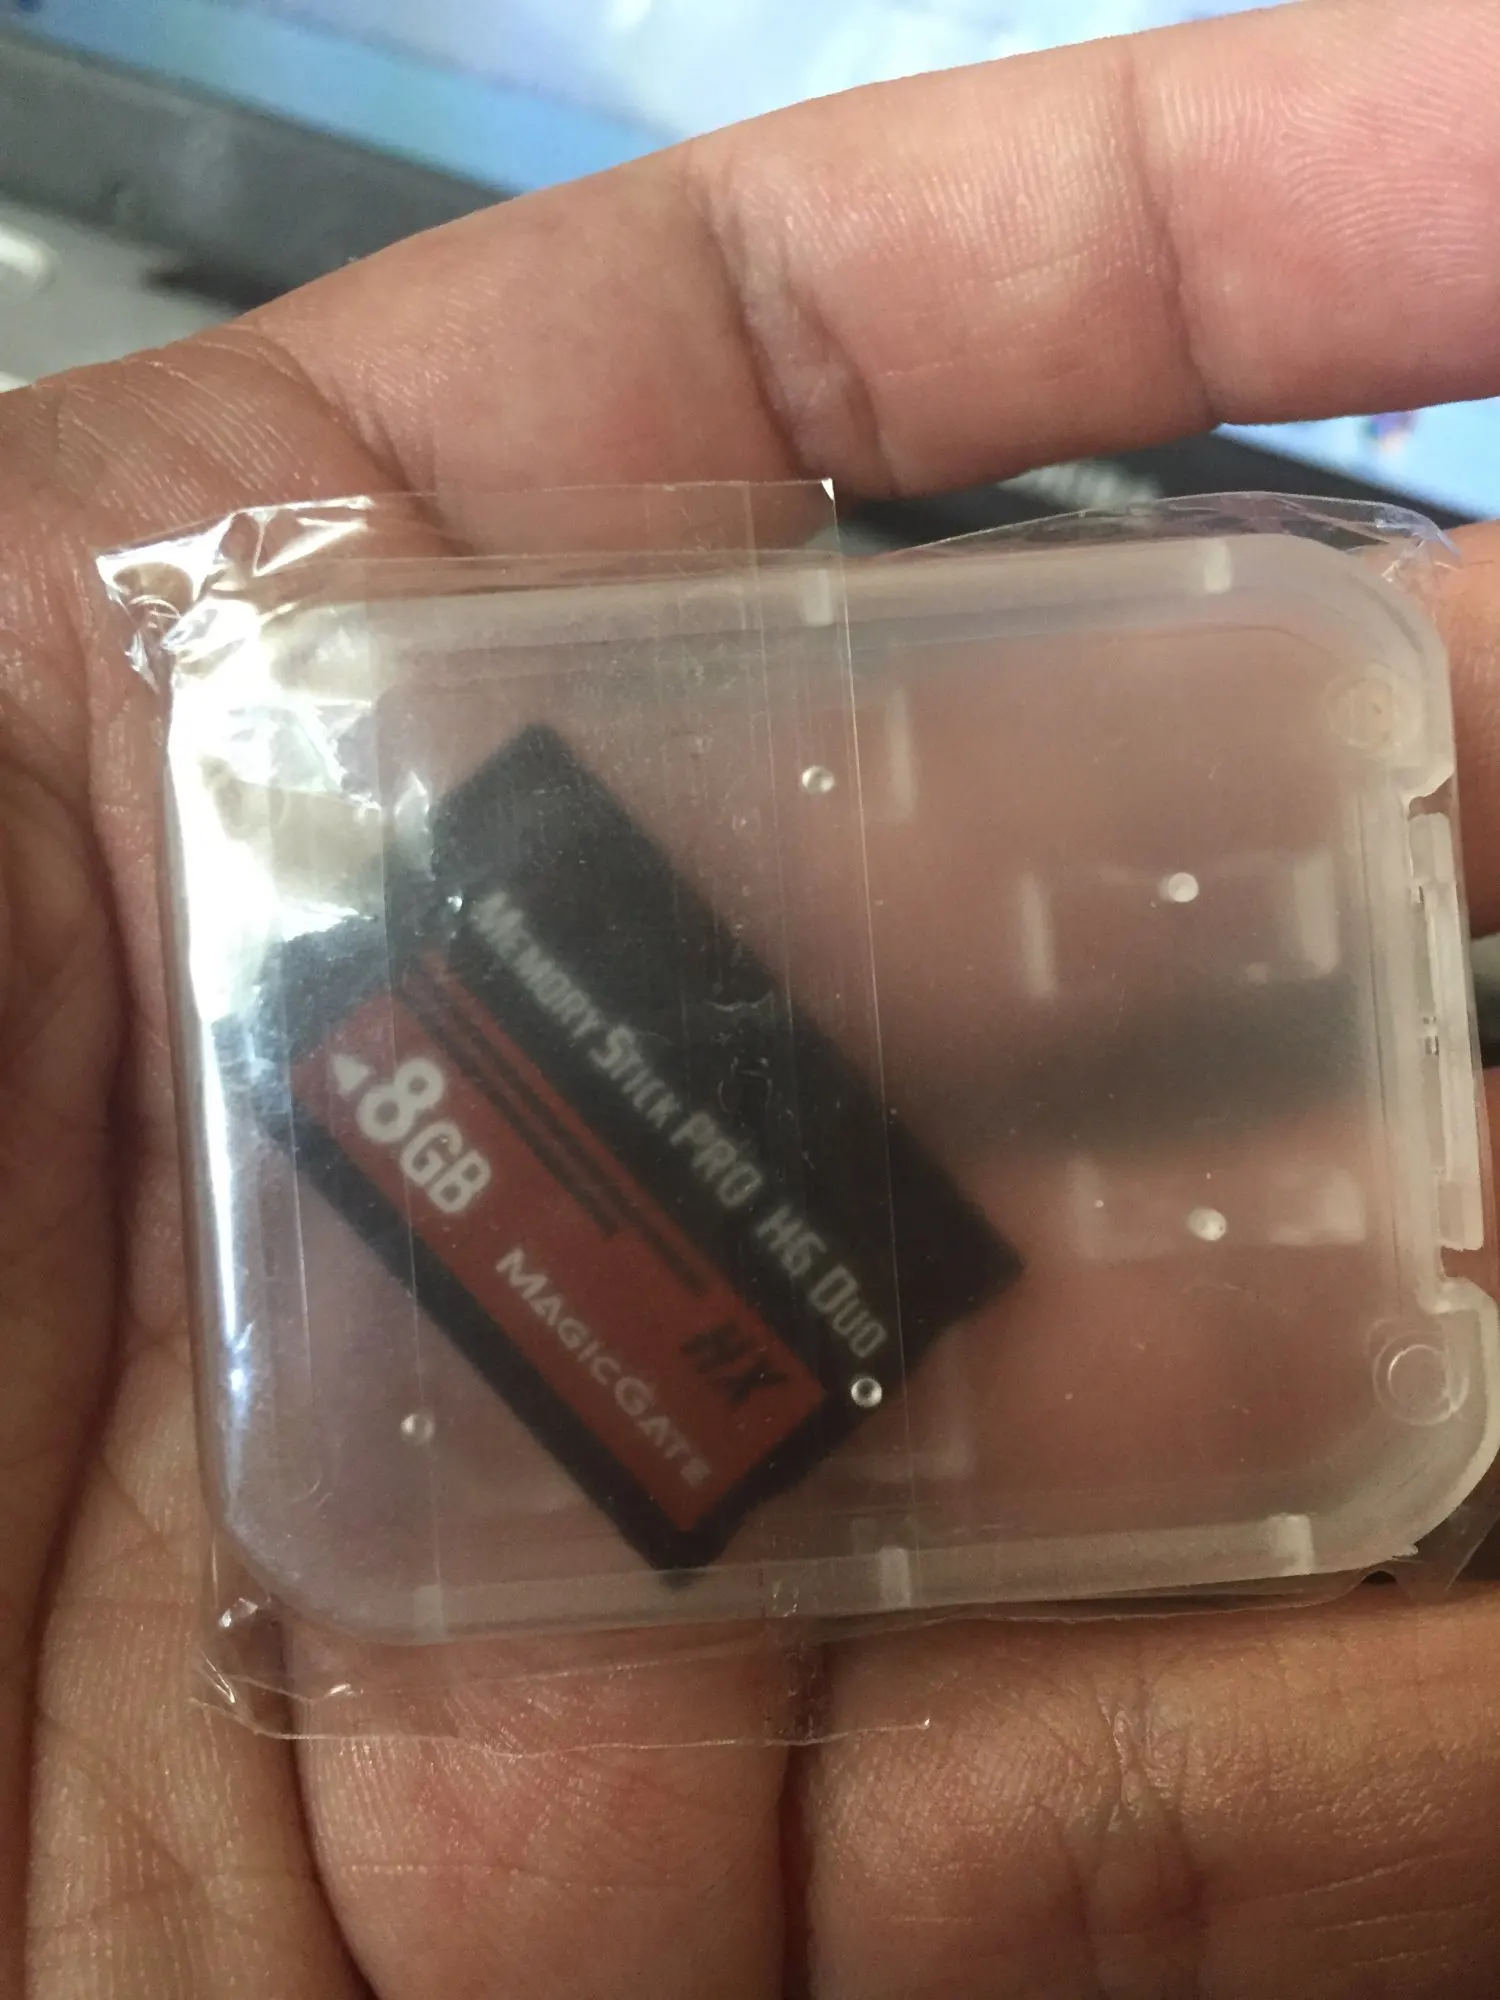 MEMORY STICK PRO-HG DUO
HX
8GB
MAGICGATE